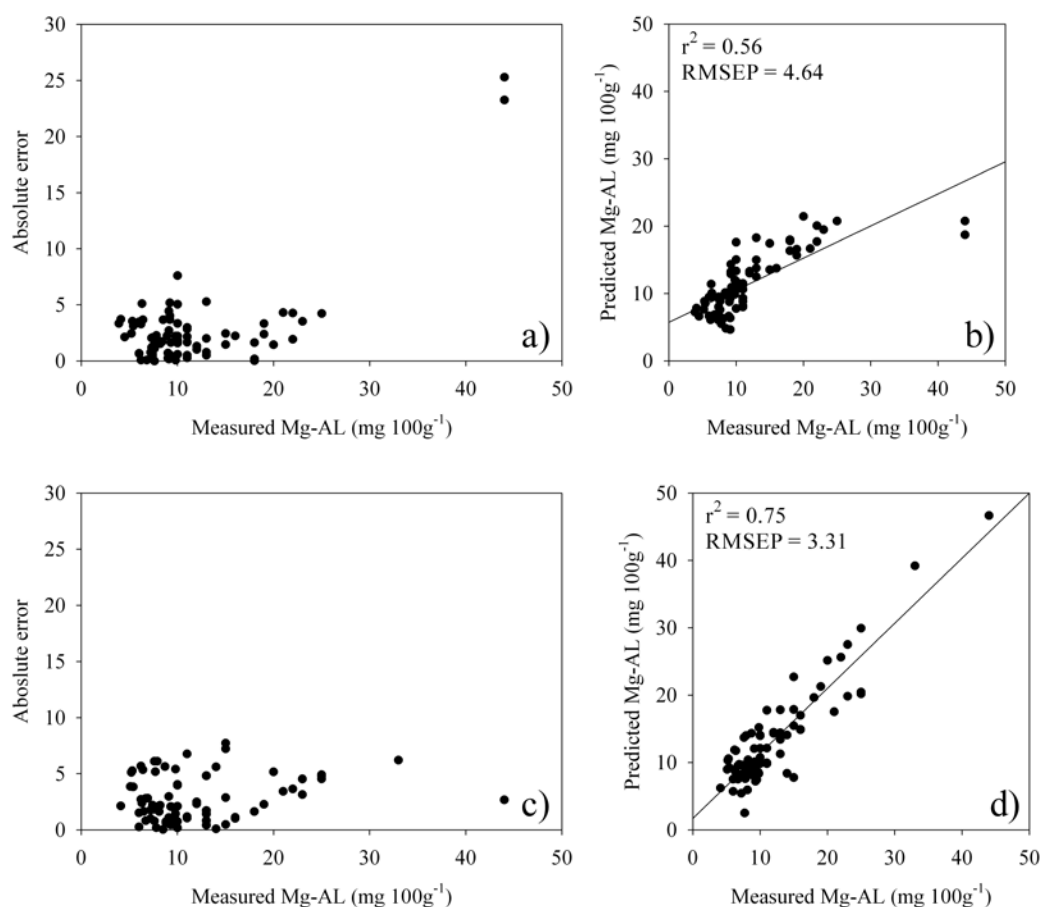 30
25
20
15
10
5
0
Absolute error
0 10 20 30 40 50
Measured Mg-AL (mg 100g⁻¹)
a)
r² = 0.56
RMSEP = 4.64
50
40
30
20
10
0
Predicted Mg-AL (mg 100g⁻¹)
0 10 20 30 40 50
Measured Mg-AL (mg 100g⁻¹)
b)
30
25
20
15
10
5
0
Aboslute error
0 10 20 30 40 50
Measured Mg-AL (mg 100g⁻¹)
c)
r² = 0.75
RMSEP = 3.31
50
40
30
20
10
0
Predicted Mg-AL (mg 100g⁻¹)
0 10 20 30 40 50
Measured Mg-AL (mg 100g⁻¹)
d)